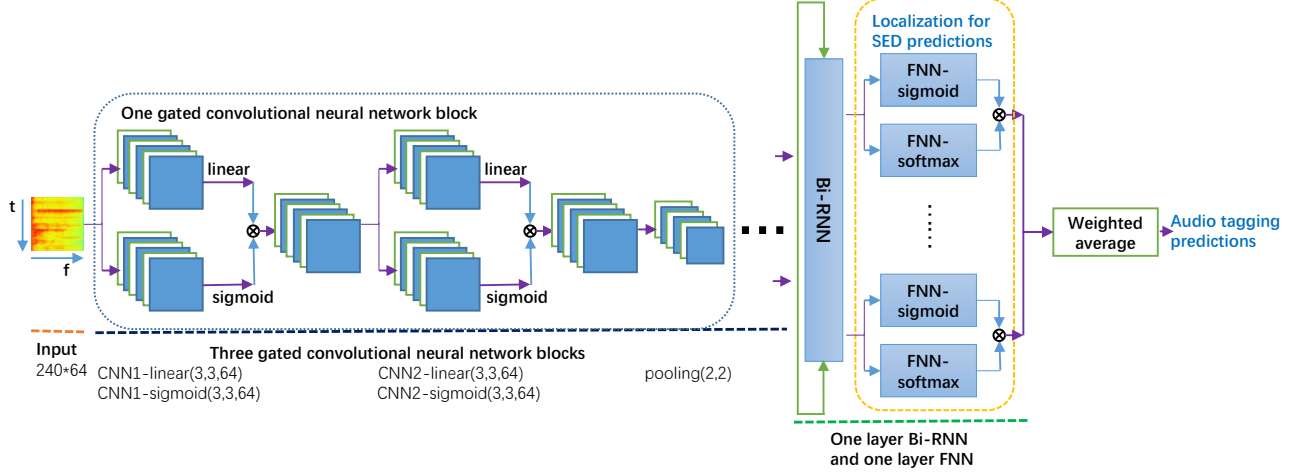 One gated convolutional neural network block
linear
linear
t
f
sigmoid
sigmoid
Input
240*64
Three gated convolutional neural network blocks
CNN1-linear(3,3,64)
CNN1-sigmoid(3,3,64)
CNN2-linear(3,3,64)
CNN2-sigmoid(3,3,64)
pooling(2,2)
Bi-RNN
Localization for
SED predictions
FNN-
sigmoid
FNN-
softmax
FNN-
sigmoid
FNN-
softmax
One layer Bi-RNN
and one layer FNN
Weighted
average
Audio tagging
predictions